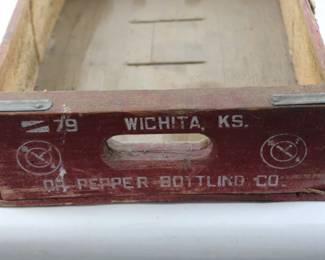 79 WICHITA, KS.
DR. PEPPER BOTTLING CO.